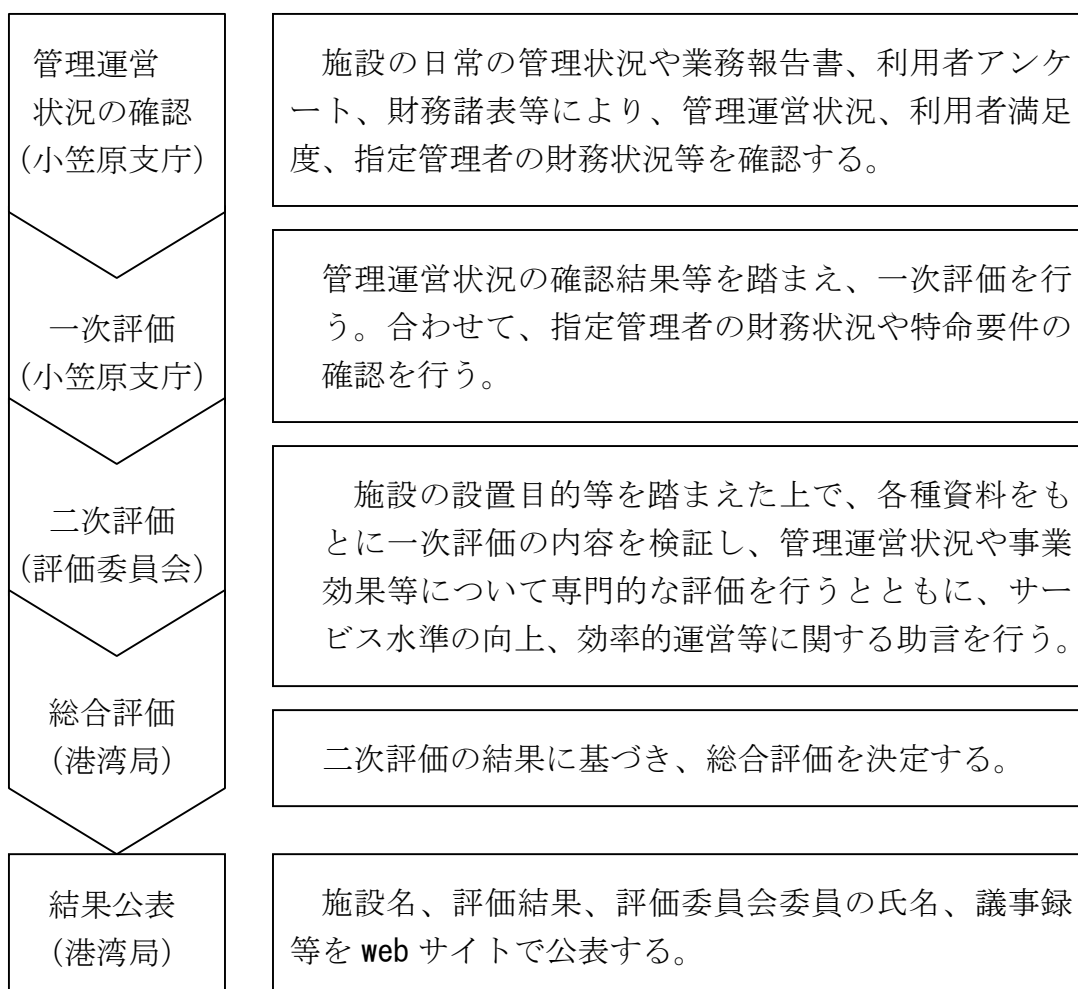 管理運営
状況の確認
(小笠原支庁)
施設の日常の管理状況や業務報告書、利用者アンケ
ート、財務諸表等により、管理運営状況、利用者満足
度、指定管理者の財務状況等を確認する。
一次評価
(小笠原支庁)
管理運営状況の確認結果等を踏まえ、一次評価を行
う。合わせて、指定管理者の財務状況や特命要件の
確認を行う。
二次評価
(評価委員会)
施設の設置目的等を踏まえた上で、各種資料をも
とに一次評価の内容を検証し、管理運営状況や事業
効果等について専門的な評価を行うとともに、サー
ビス水準の向上、効率的運営等に関する助言を行う。
総合評価
(港湾局)
二次評価の結果に基づき、総合評価を決定する。
結果公表
(港湾局)
施設名、評価結果、評価委員会委員の氏名、議事録
等を web サイトで公表する。